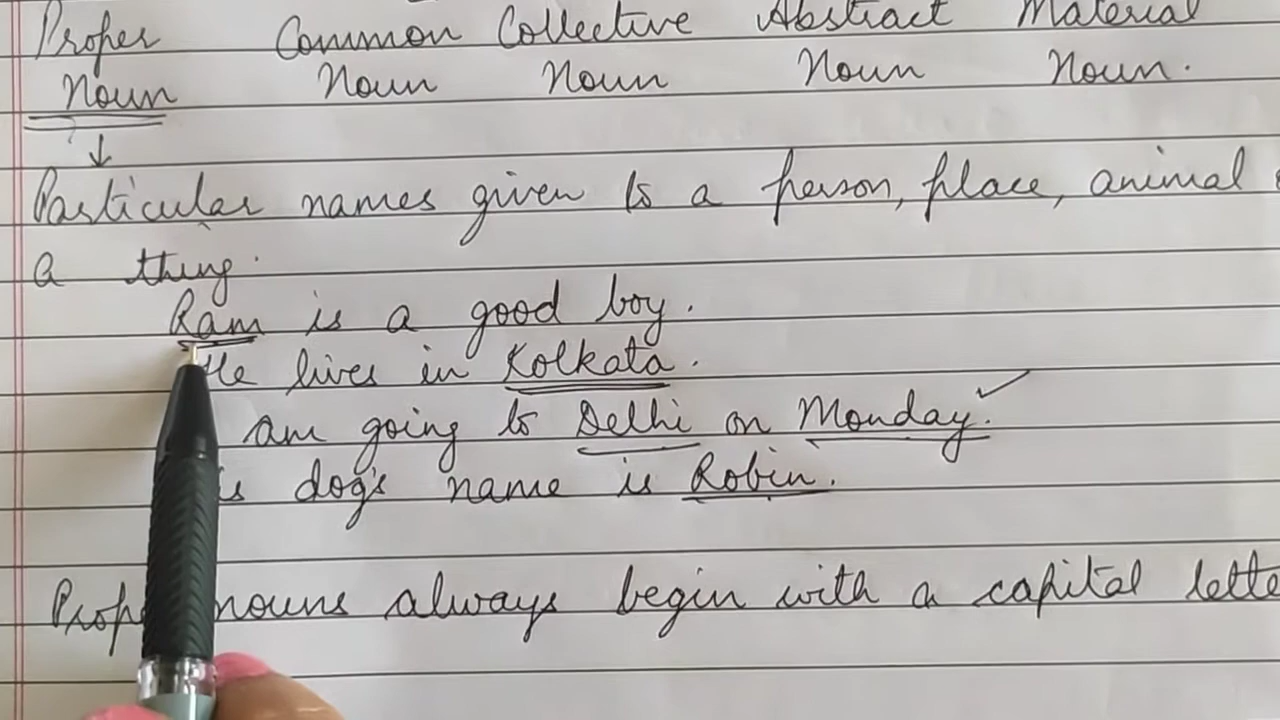 Proper Common Collective Abstract Material
Noun Noun Noun Noun Noun.
Particular names given to a person, place, animal
a thing.
Ram is a good boy.
He lives in Kolkata.
am going to Delhi on Monday.
dog's name is Robin.
nouns always begin with a capital